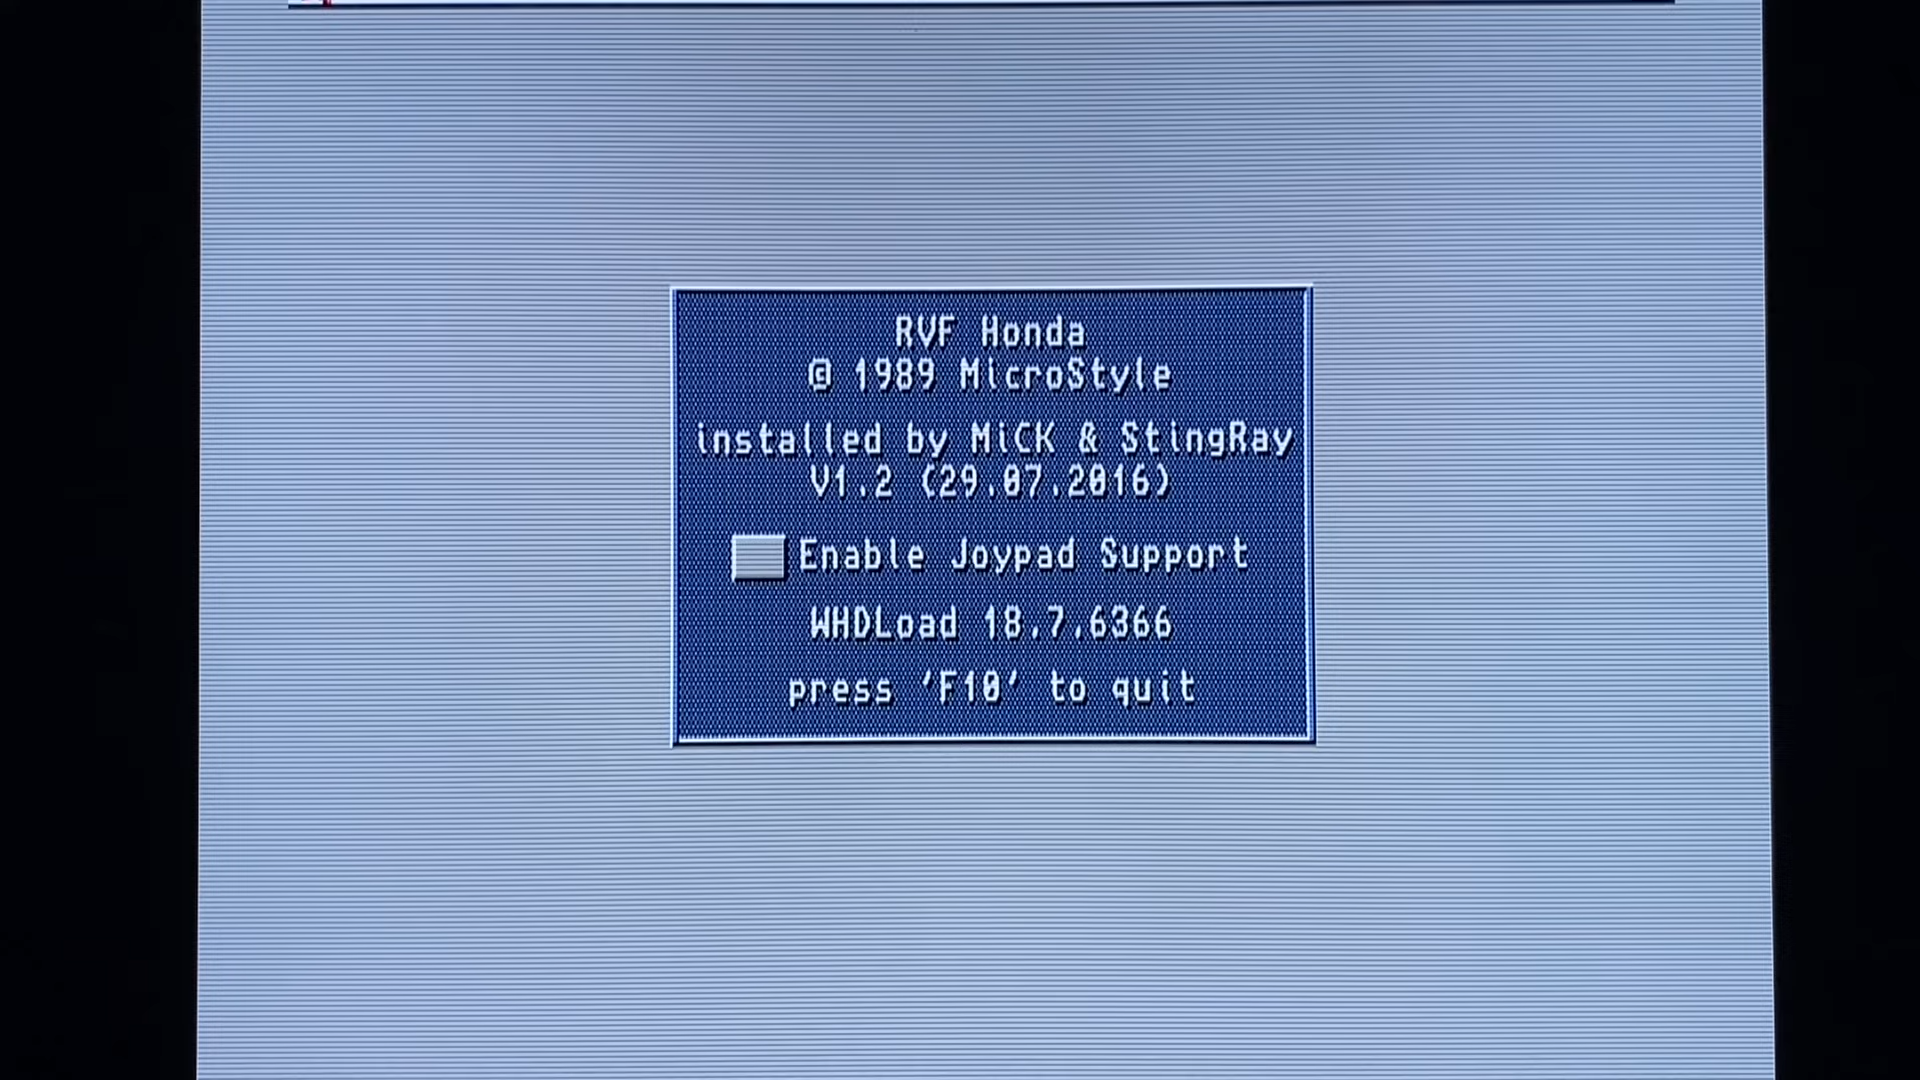 RVF Honda
© 1989 MicroStyle
installed by MiCK & StingRay
V1.2 (29.07.2016)
Enable Joypad Support
WHDLoad 18.7.6366
press 'F10' to quit